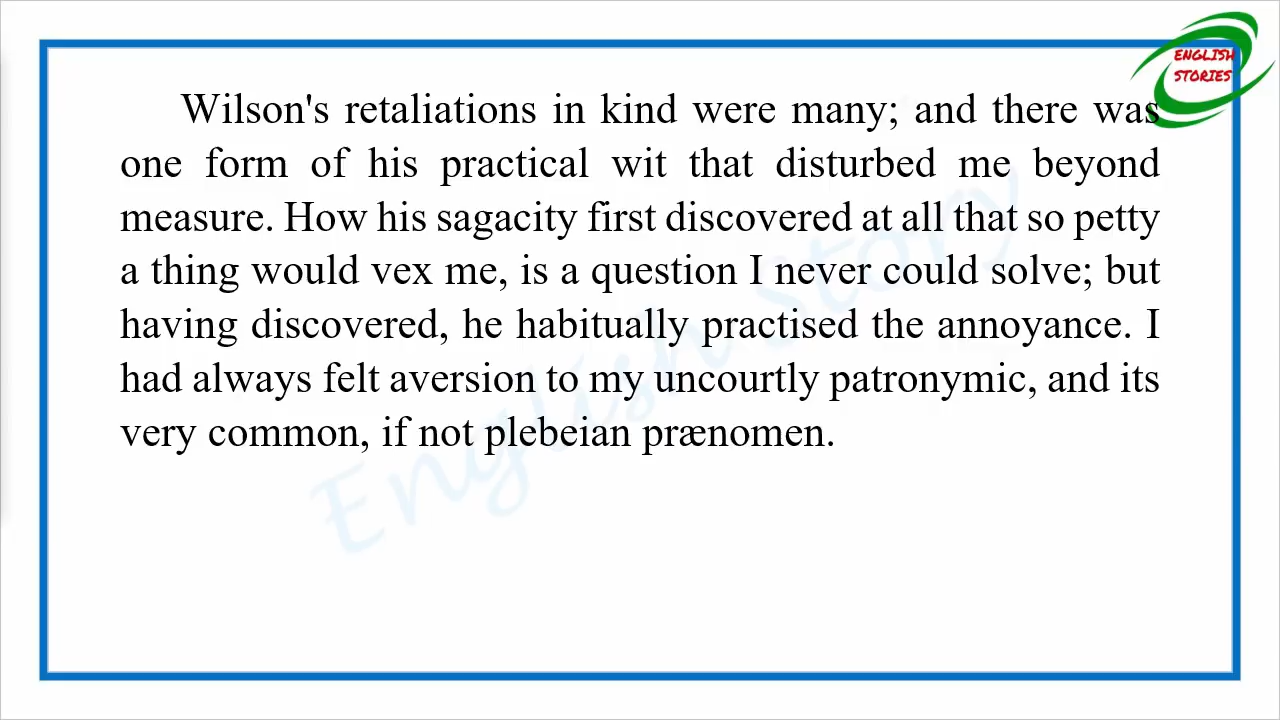 ENGLISH
STORIES
Wilson's retaliations in kind were many; and there was
one form of his practical wit that disturbed me beyond
measure. How his sagacity first discovered at all that so petty
a thing would vex me, is a question I never could solve; but
having discovered, he habitually practised the annoyance. I
had always felt aversion to my uncourtly patronymic, and its
very common, if not plebeian prænomen.
English Story